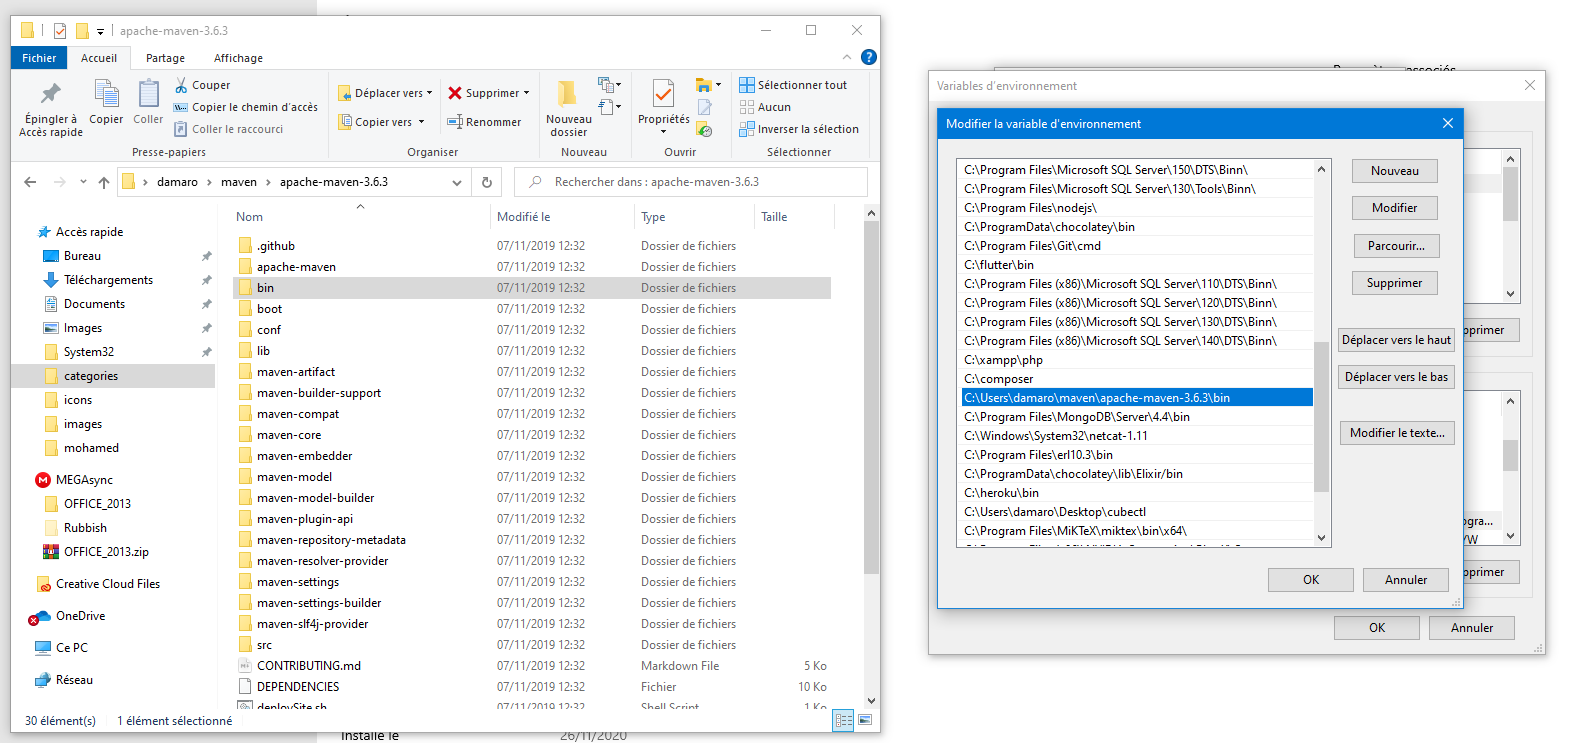 apache-maven-3.6.3
Fichier
Accueil
Partage
Affichage
Épingler à
Accès rapide
Copier
Coller
Couper
Copier le chemin d'accès
Coller le raccourci
Presse-papiers
Déplacer vers
Copier vers
Supprimer
Renommer
Organiser
Nouveau
dossier
Nouveau
Propriétés
Ouvrir
Sélectionner tout
Aucun
Inverser la sélection
Sélectionner
damaro
maven
apache-maven-3.6.3
Rechercher dans : apache-maven-3.6.3
Accès rapide
Bureau
Téléchargements
Documents
Images
System32
categories
icons
images
mohamed
MEGAsync
OFFICE_2013
Rubbish
OFFICE_2013.zip
Creative Cloud Files
OneDrive
Ce PC
Réseau
Nom Modifié le Type Taille
.github 07/11/2019 12:32 Dossier de fichiers
apache-maven 07/11/2019 12:32 Dossier de fichiers
bin 07/11/2019 12:32 Dossier de fichiers
boot 07/11/2019 12:32 Dossier de fichiers
conf 07/11/2019 12:32 Dossier de fichiers
lib 07/11/2019 12:32 Dossier de fichiers
maven-artifact 07/11/2019 12:32 Dossier de fichiers
maven-builder-support 07/11/2019 12:32 Dossier de fichiers
maven-compat 07/11/2019 12:32 Dossier de fichiers
maven-core 07/11/2019 12:32 Dossier de fichiers
maven-embedder 07/11/2019 12:32 Dossier de fichiers
maven-model 07/11/2019 12:32 Dossier de fichiers
maven-model-builder 07/11/2019 12:32 Dossier de fichiers
maven-plugin-api 07/11/2019 12:32 Dossier de fichiers
maven-repository-metadata 07/11/2019 12:32 Dossier de fichiers
maven-resolver-provider 07/11/2019 12:32 Dossier de fichiers
maven-settings 07/11/2019 12:32 Dossier de fichiers
maven-settings-builder 07/11/2019 12:32 Dossier de fichiers
maven-slf4j-provider 07/11/2019 12:32 Dossier de fichiers
src 07/11/2019 12:32 Dossier de fichiers
CONTRIBUTING.md 07/11/2019 12:32 Markdown File 5 Ko
DEPENDENCIES 07/11/2019 12:32 Fichier 10 Ko
deploySite.sh 07/11/2019 12:32 Shell Script 1 Ko
30 élément(s) 1 élément sélectionné
Installé le 26/11/2020
associés
Variables d'environnement
Modifier la variable d'environnement
C:\Program Files\Microsoft SQL Server\150\DTS\Binn\
C:\Program Files\Microsoft SQL Server\130\Tools\Binn\
C:\Program Files\nodejs\
C:\ProgramData\chocolatey\bin
C:\Program Files\Git\cmd
C:\flutter\bin
C:\Program Files (x86)\Microsoft SQL Server\110\DTS\Binn\
C:\Program Files (x86)\Microsoft SQL Server\120\DTS\Binn\
C:\Program Files (x86)\Microsoft SQL Server\130\DTS\Binn\
C:\Program Files (x86)\Microsoft SQL Server\140\DTS\Binn\
C:\xampp\php
C:\composer
C:\Users\damaro\maven\apache-maven-3.6.3\bin
C:\Program Files\MongoDB\Server\4.4\bin
C:\Windows\System32\netcat-1.11
C:\Program Files\erl10.3\bin
C:\ProgramData\chocolatey\lib\Elixir/bin
C:\heroku\bin
C:\Users\damaro\Desktop\cubectl
C:\Program Files\MiKTeX\miktex\bin\x64\
Nouveau
Modifier
Parcourir...
Supprimer
Déplacer vers le haut
Déplacer vers le bas
Modifier le texte...
OK
Annuler
pprimer
ogra...
/W
pprimer
OK
Annuler